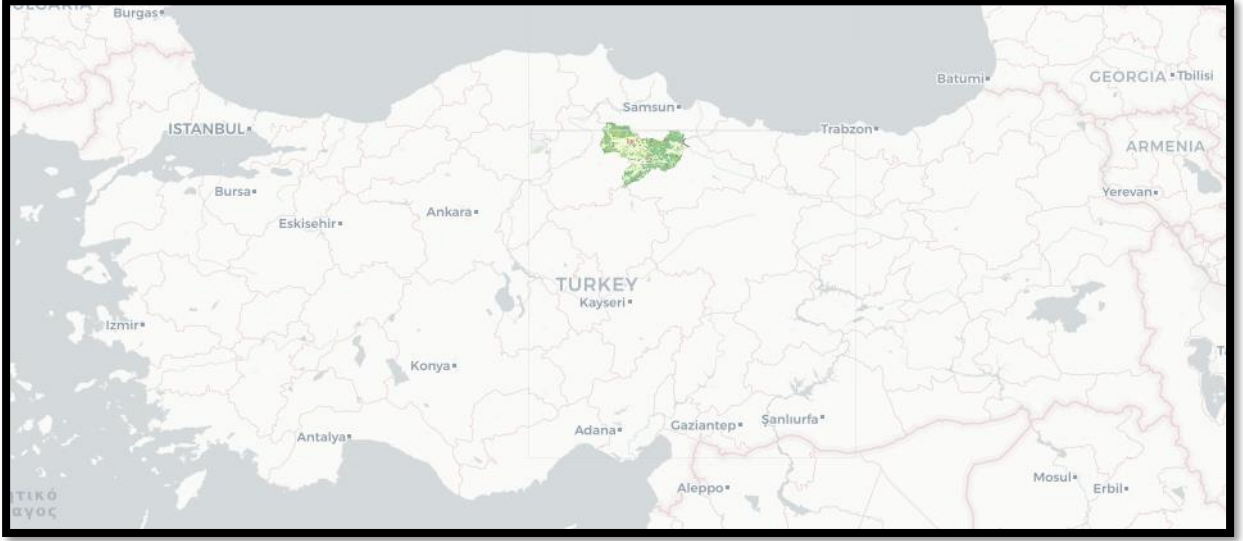 Burgas
Samsun
Batumi
GEORGIA
Tbilisi
ISTANBUL
Trabzon
ARMENIA
Bursa
Yerevan
Eskisehir
Ankara
TURKEY
Kayseri
Izmir
Konya
Adana
Gaziantep
Şanlıurfa
Antalya
Aleppo
Mosul
Erbil